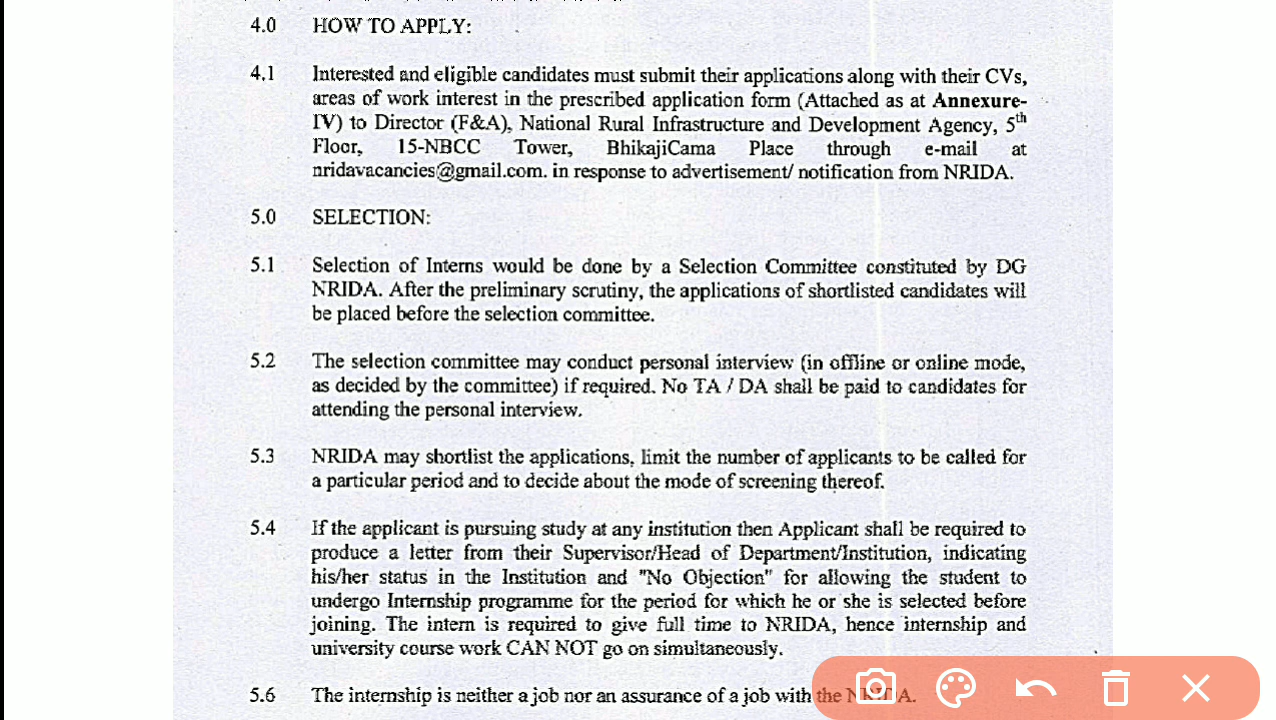 4.0 HOW TO APPLY:
4.1 Interested and eligible candidates must submit their applications along with their CVs,
areas of work interest in the prescribed application form (Attached as at Annexure-
IV) to Director (F&A), National Rural Infrastructure and Development Agency, 5th
Floor, 15-NBCC Tower, BhikajiCama Place through e-mail at
nridavacancies@gmail.com. in response to advertisement/ notification from NRIDA.
5.0 SELECTION:
5.1 Selection of Interns would be done by a Selection Committee constituted by DG
NRIDA. After the preliminary scrutiny, the applications of shortlisted candidates will
be placed before the selection committee.
5.2 The selection committee may conduct personal interview (in offline or online mode,
as decided by the committee) if required. No TA / DA shall be paid to candidates for
attending the personal interview.
5.3 NRIDA may shortlist the applications, limit the number of applicants to be called for
a particular period and to decide about the mode of screening thereof.
5.4 If the applicant is pursuing study at any institution then Applicant shall be required to
produce a letter from their Supervisor/Head of Department/Institution, indicating
his/her status in the Institution and "No Objection" for allowing the student to
undergo Internship programme for the period for which he or she is selected before
joining. The intern is required to give full time to NRIDA, hence internship and
university course work CAN NOT go on simultaneously.
5.6 The internship is neither a job nor an assurance of a job with the NRIDA.